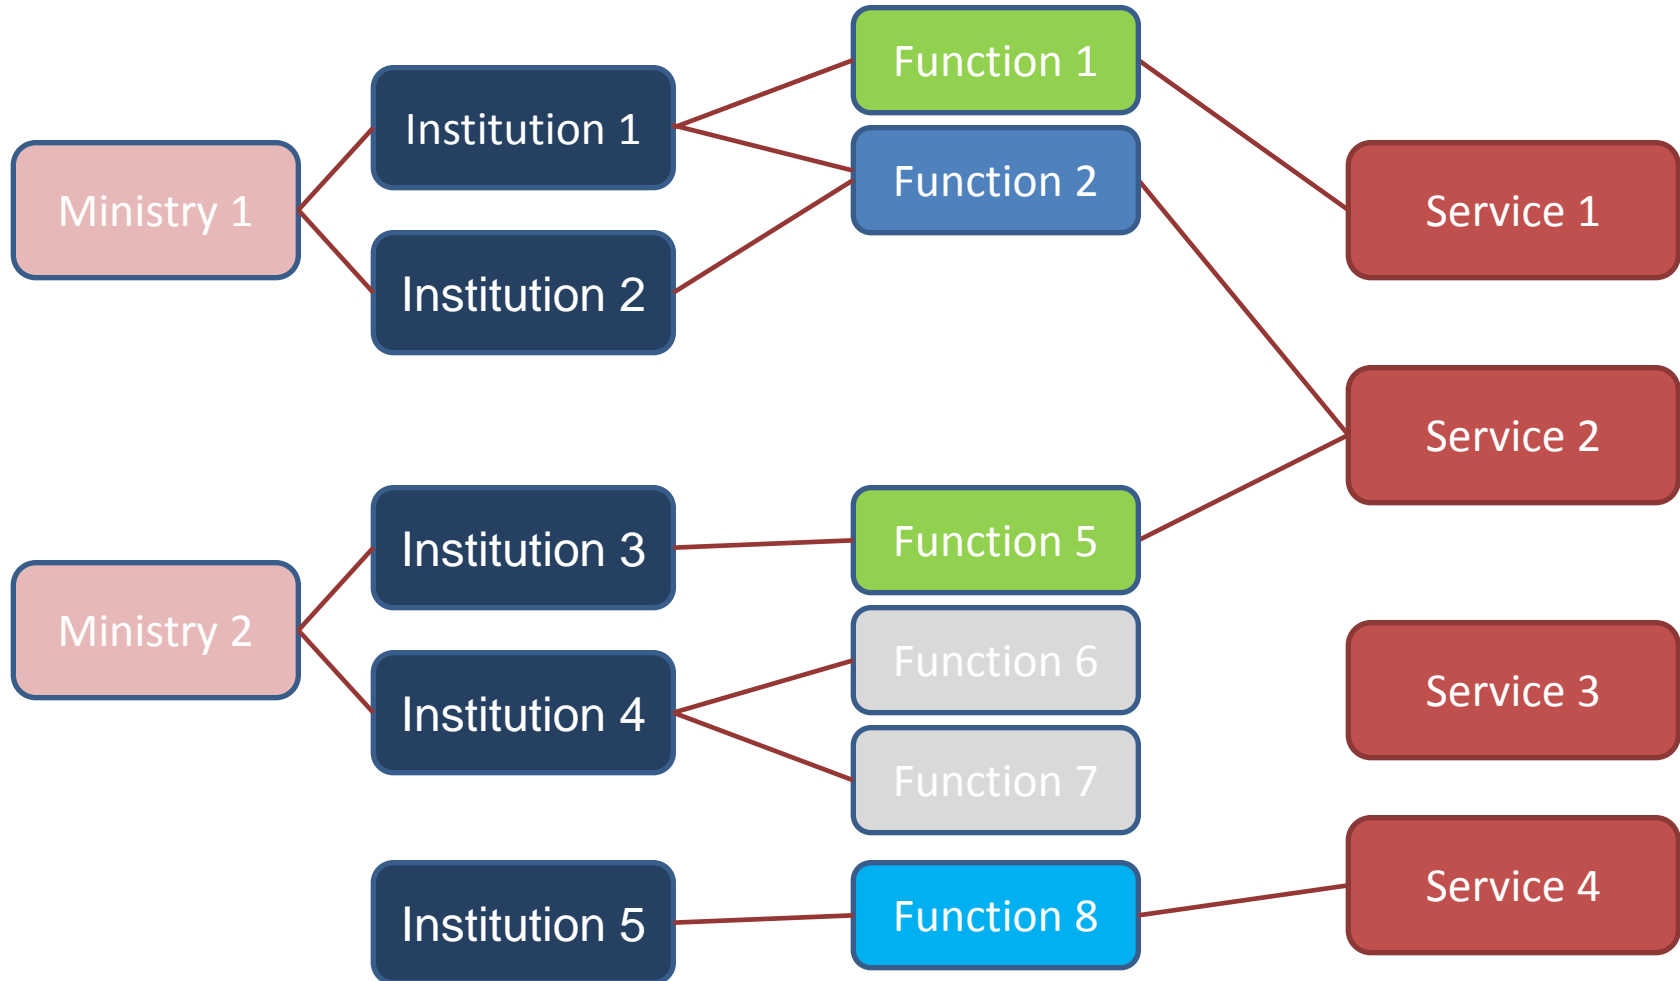 Ministry 1
Ministry 2
Institution 1
Institution 2
Institution 3
Institution 4
Institution 5
Function 1
Function 2
Function 5
Function 6
Function 7
Function 8
Service 1
Service 2
Service 3
Service 4